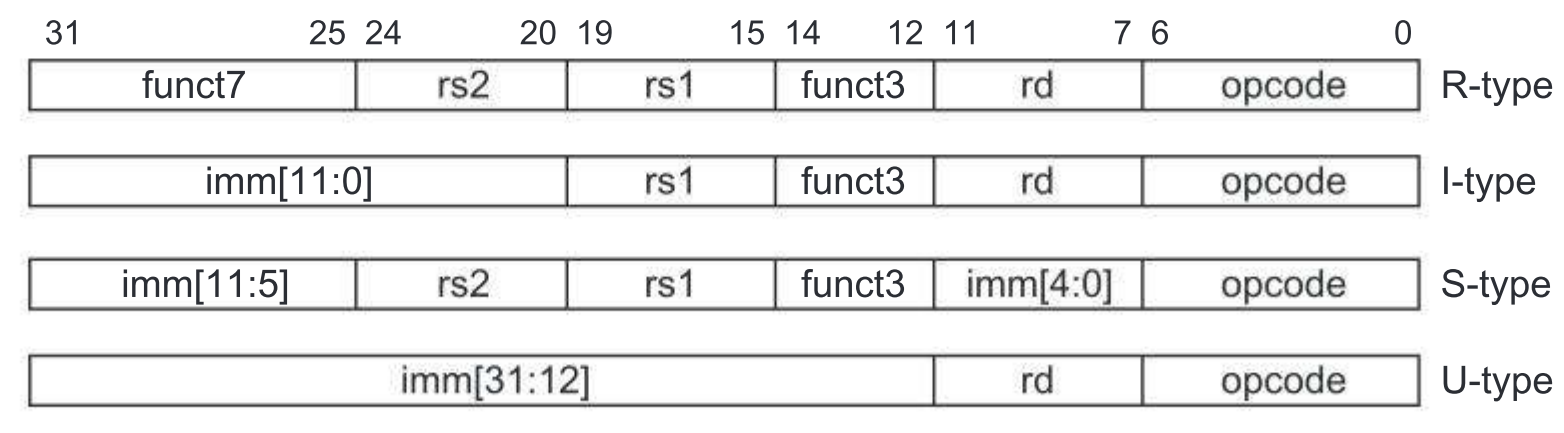 31 25 24 20 19 15 14 12 11 7 6 0
funct7 rs2 rs1 funct3 rd opcode R-type
imm[11:0] rs1 funct3 rd opcode I-type
imm[11:5] rs2 rs1 funct3 imm[4:0] opcode S-type
imm[31:12] rd opcode U-type